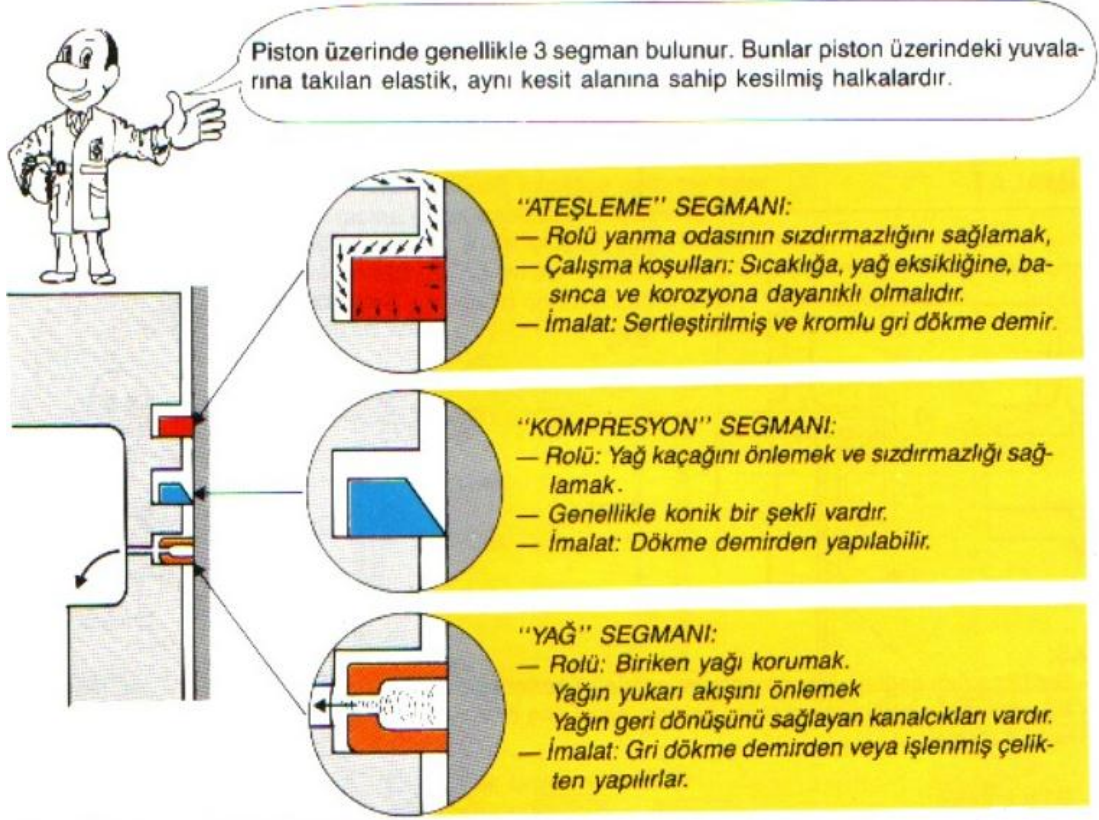 Piston üzerinde genellikle 3 segman bulunur. Bunlar piston üzerindeki yuvala-
rına takılan elastik, aynı kesit alanına sahip kesilmiş halkalardır.
"ATEŞLEME" SEGMANI:
— Rolü yanma odasının sızdırmazlığını sağlamak,
— Çalışma koşulları: Sıcaklığa, yağ eksikliğine, ba-
sınca ve korozyona dayanıklı olmalıdır.
— İmalat: Sertleştirilmiş ve kromlu gri dökme demir.
"KOMPRESYON" SEGMANI:
— Rolü: Yağ kaçağını önlemek ve sızdırmazlığı sağ-
lamak.
— Genellikle konik bir şekli vardır.
— İmalat: Dökme demirden yapılabilir.
"YAĞ" SEGMANI:
— Rolü: Biriken yağı korumak.
Yağın yukarı akışını önlemek
Yağın geri dönüşünü sağlayan kanalcıkları vardır.
— İmalat: Gri dökme demirden veya işlenmiş çelik-
ten yapılırlar.